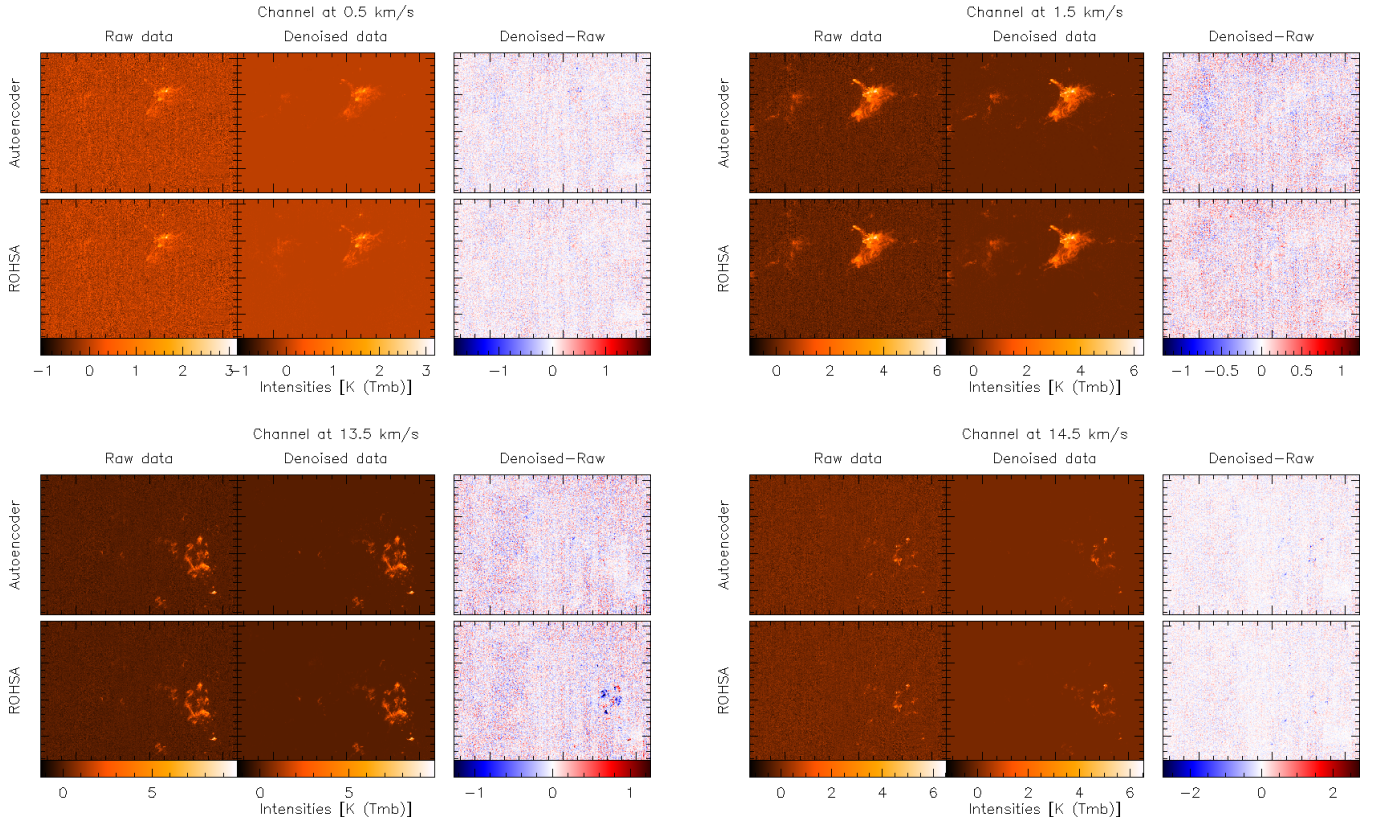 Channel at 0.5 km/s
Raw data Denoised data Denoised−Raw
Autoencoder
ROHSA
−1 0 1 2 3 −1 0 1 2 3 −1 0 1
Intensities [K (Tmb)]
Channel at 1.5 km/s
Raw data Denoised data Denoised−Raw
Autoencoder
ROHSA
0 2 4 6 0 2 4 6 −1 −0.5 0 0.5 1
Intensities [K (Tmb)]
Channel at 13.5 km/s
Raw data Denoised data Denoised−Raw
Autoencoder
ROHSA
0 5 0 5 −1 0 1
Intensities [K (Tmb)]
Channel at 14.5 km/s
Raw data Denoised data Denoised−Raw
Autoencoder
ROHSA
0 2 4 6 0 2 4 6 −2 0 2
Intensities [K (Tmb)]